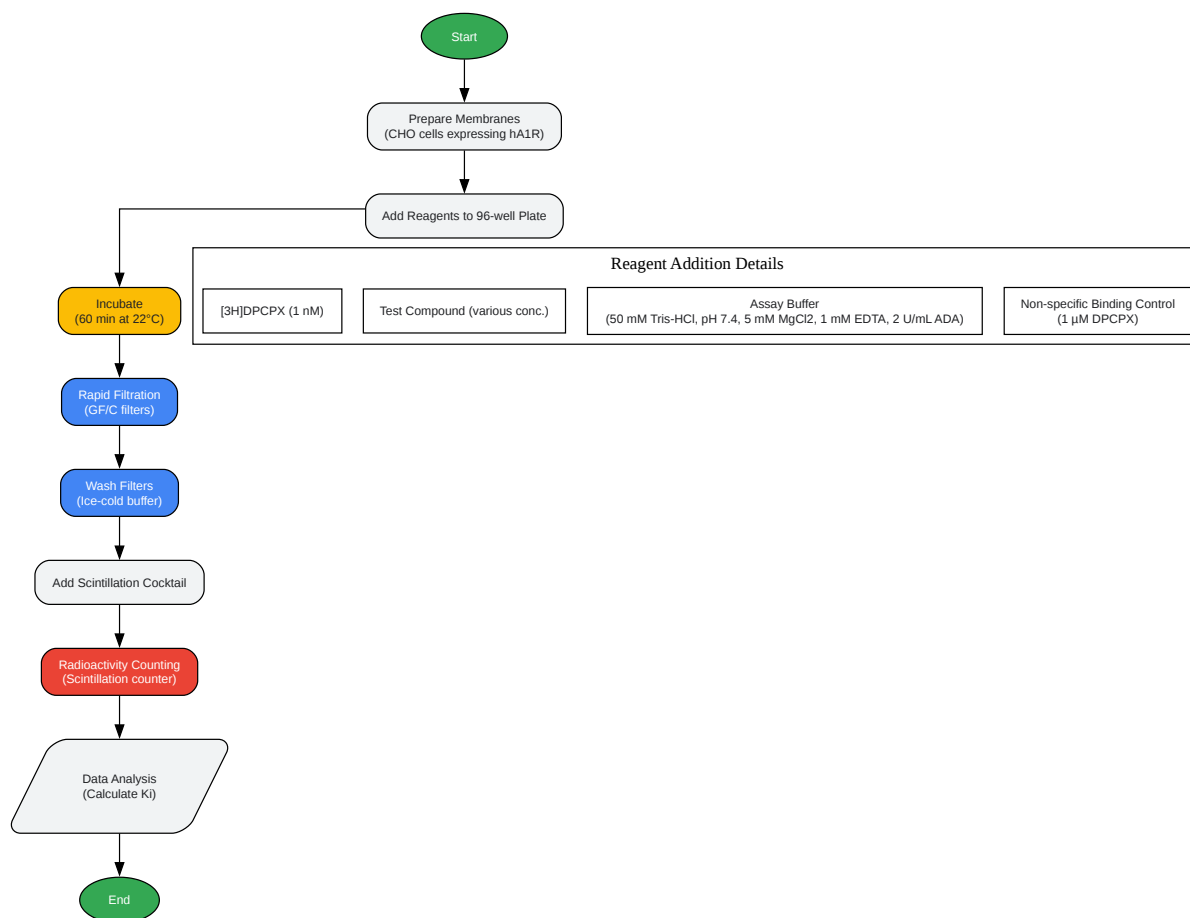 Start
Prepare Membranes
(CHO cells expressing hA1R)
Add Reagents to 96-well Plate
Reagent Addition Details
[3H]DPCPX (1 nM)
Test Compound (various conc.)
Assay Buffer
(50 mM Tris-HCl, pH 7.4, 5 mM MgCl2, 1 mM EDTA, 2 U/mL ADA)
Non-specific Binding Control
(1 µM DPCPX)
Incubate
(60 min at 22°C)
Rapid Filtration
(GF/C filters)
Wash Filters
(Ice-cold buffer)
Add Scintillation Cocktail
Radioactivity Counting
(Scintillation counter)
Data Analysis
(Calculate Ki)
End